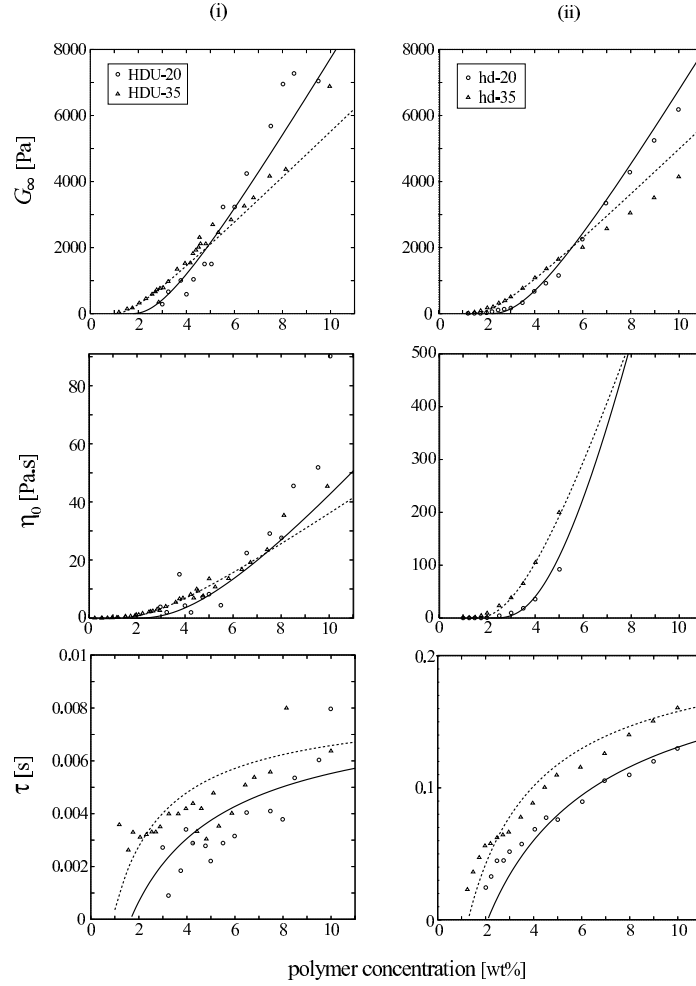 (i)
(ii)
8000
6000
4000
2000
0
G∞ [Pa]
HDU-20
HDU-35
0 2 4 6 8 10
8000
6000
4000
2000
0
hd-20
hd-35
0 2 4 6 8 10
80
60
40
20
0
η0 [Pa.s]
0 2 4 6 8 10
500
400
300
200
100
0
0 2 4 6 8 10
0.01
0.008
0.006
0.004
0.002
0
τ [s]
0 2 4 6 8 10
0.2
0.1
0
0 2 4 6 8 10
polymer concentration [wt%]